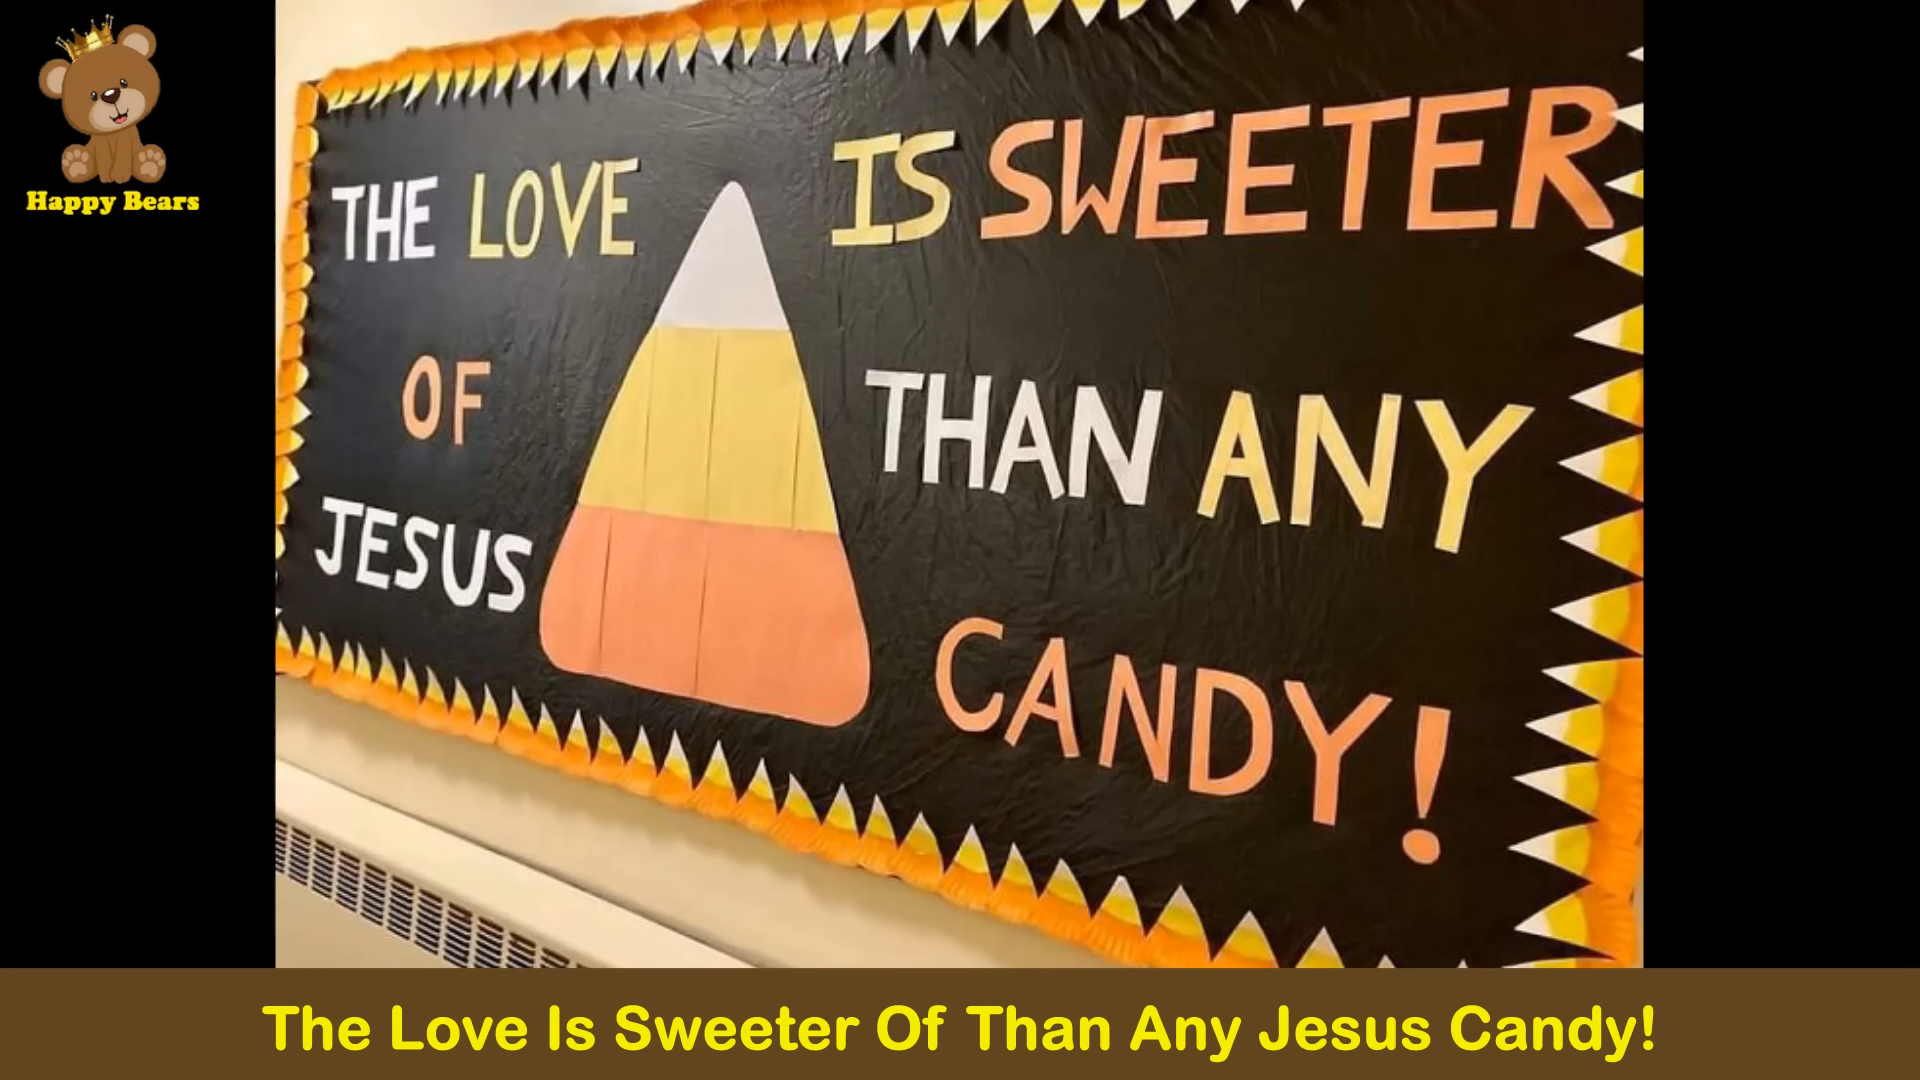 Happy Bears
THE LOVE
OF
JESUS
IS SWEETER
THAN ANY
CANDY!
The Love Is Sweeter Of Than Any Jesus Candy!